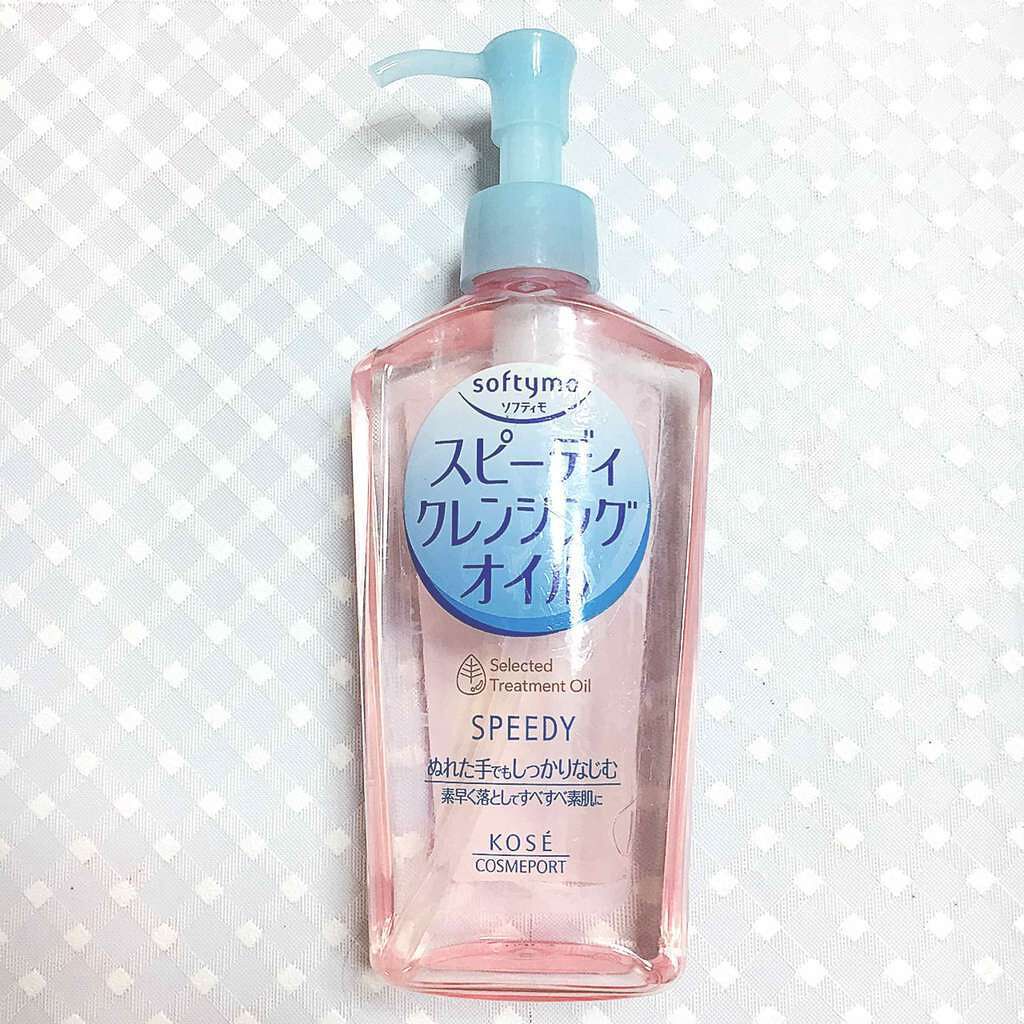 softymo
ソフティモ
スピーディ
クレンジング
オイル
Selected
Treatment Oil
SPEEDY
ぬれた手でもしっかりなじむ
素早く落としてすべすべ素肌に
KOSÉ
COSMEPORT